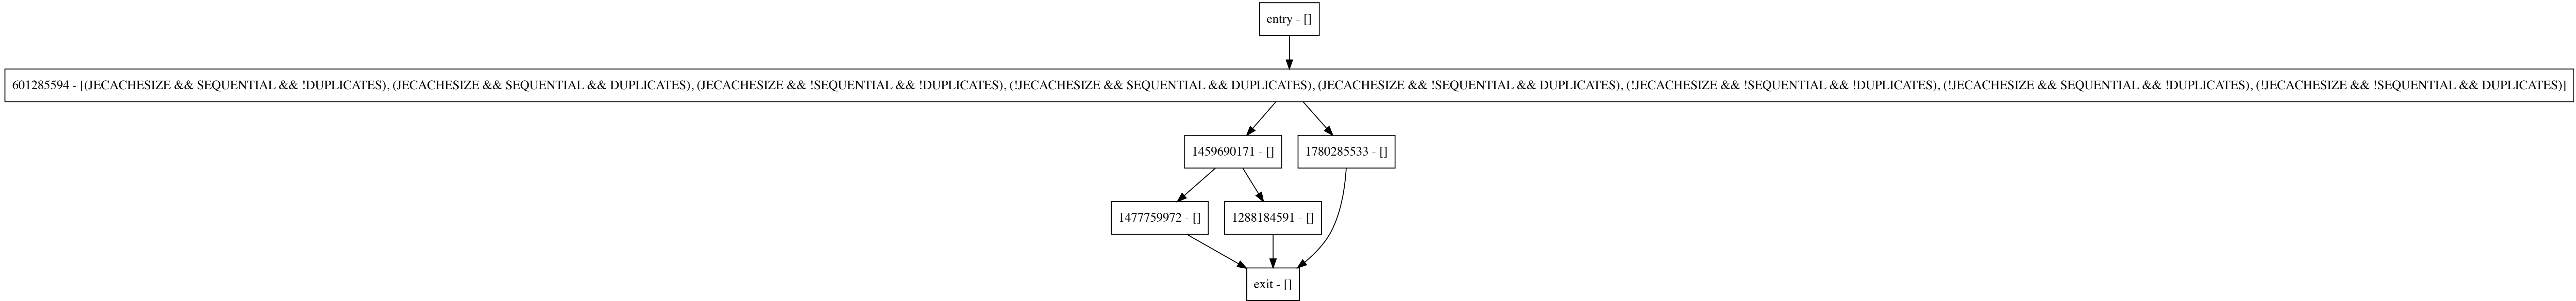 entry - []
601285594 - [(JECACHESIZE && SEQUENTIAL && !DUPLICATES), (JECACHESIZE && SEQUENTIAL && DUPLICATES), (JECACHESIZE && !SEQUENTIAL && !DUPLICATES), (!JECACHESIZE && SEQUENTIAL && DUPLICATES), (JECACHESIZE && !SEQUENTIAL && DUPLICATES), (!JECACHESIZE && !SEQUENTIAL && !DUPLICATES), (!JECACHESIZE && SEQUENTIAL && !DUPLICATES), (!JECACHESIZE && !SEQUENTIAL && DUPLICATES)]
1459690171 - []
1780285533 - []
1477759972 - []
1288184591 - []
exit - []